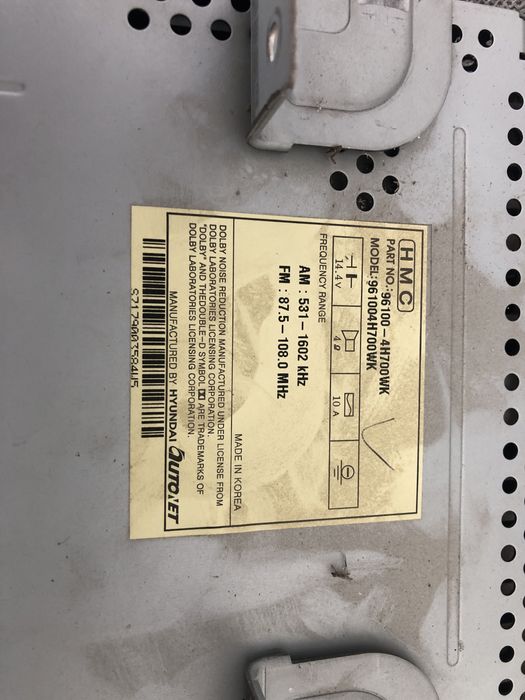 HMC
PART NO.:96100-4H700WK
MODEL:961004H700WK
14.4v 4Ω 10A
FREQUENCY RANGE
AM : 531-1602 kHz
FM : 87.5-108.0 MHz
MADE IN KOREA
DOLBY NOISE REDUCTION MANUFACTURED UNDER LICENSE FROM
DOLBY LABORATORIES LICENSING CORPORATION.
"DOLBY" AND THEDOUBLE-D SYMBOL ARE TRADEMARKS OF
DOLBY LABORATORIES LICENSING CORPORATION.
MANUFACTURED BY HYUNDAI AUTONET